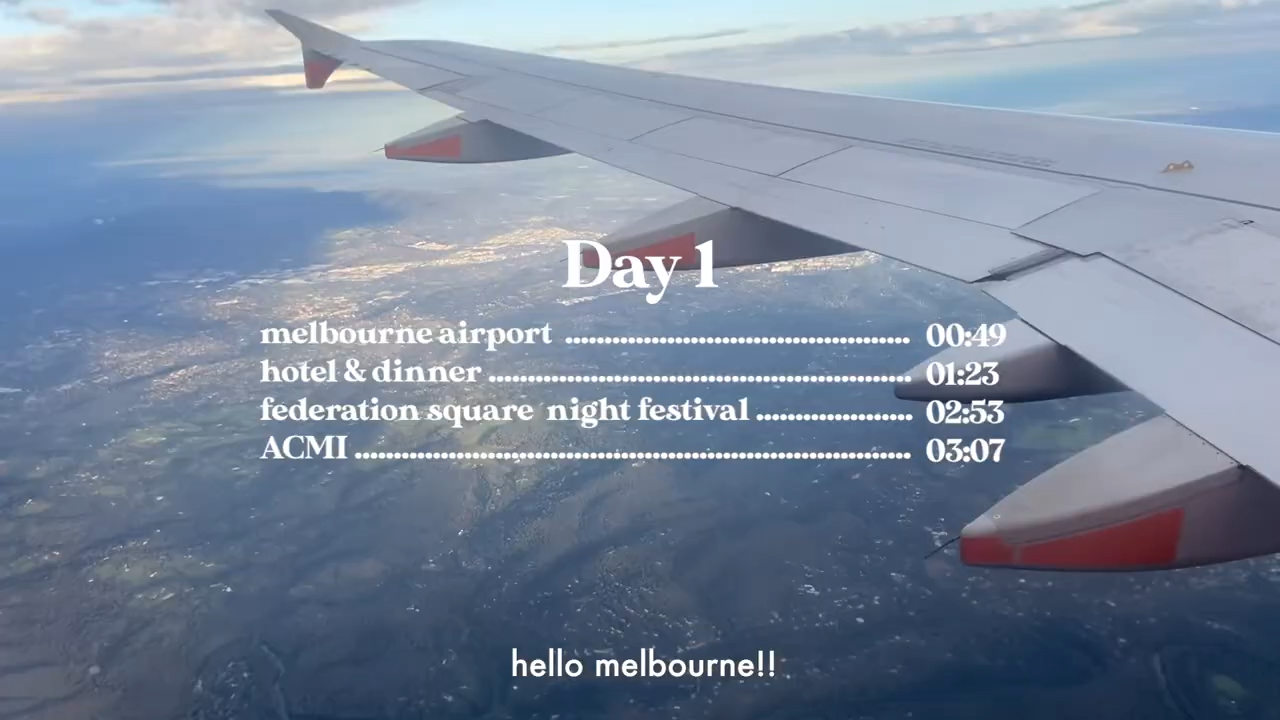 Day 1
melbourne airport ............................................. 00:49
hotel & dinner ....................................................... 01:23
federation square night festival .................... 02:53
ACMI ........................................................................ 03:07
hello melbourne!!